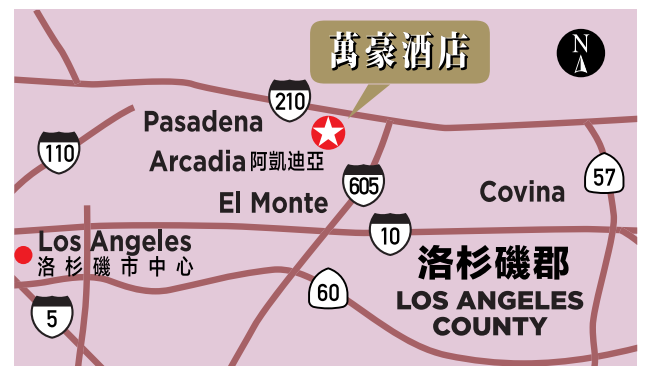 萬豪酒店
N
210
Pasadena
110
Arcadia 阿凱迪亞
605
57
El Monte
Covina
10
Los Angeles
洛杉磯市中心
洛杉磯郡
60
LOS ANGELES
COUNTY
5